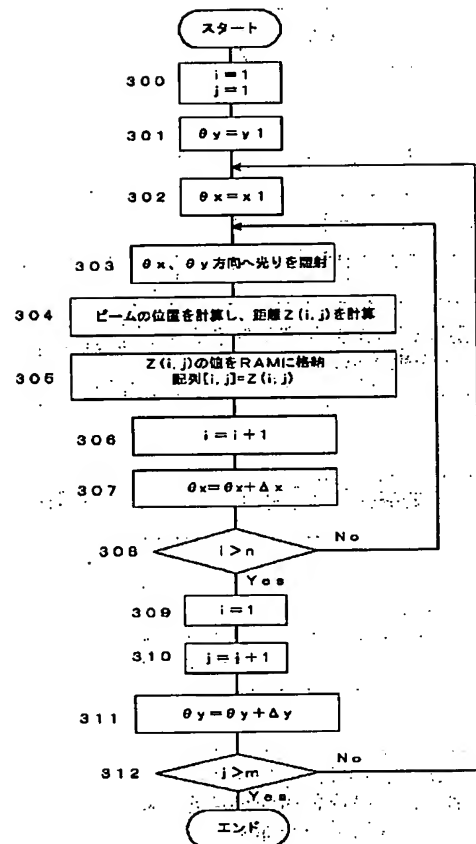 スタート
300
i=1
j=1
301
θy=y1
302
θx=x1
303
θx、θy方向へ光りを照射
304
ビームの位置を計算し、距離Z(i,j)を計算
305
Z(i,j)の値をRAMに格納
配列[i,j]=Z(i,j)
306
i=i+1
307
θx=θx+Δx
308
i>n
No
Yes
309
i=1
310
j=j+1
311
θy=θy+Δy
312
j>m
No
Yes
エンド